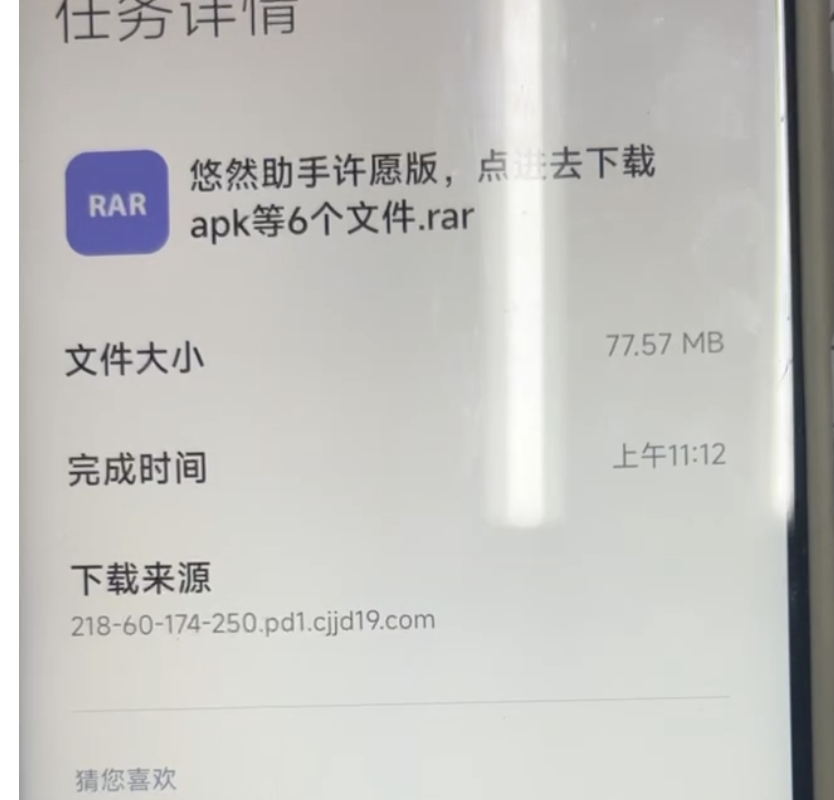 任务详情
RAR
悠然助手许愿版，点进去下载
apk等6个文件.rar
文件大小
77.57 MB
完成时间
上午11:12
下载来源
218-60-174-250.pd1.cjjd19.com
猜您喜欢